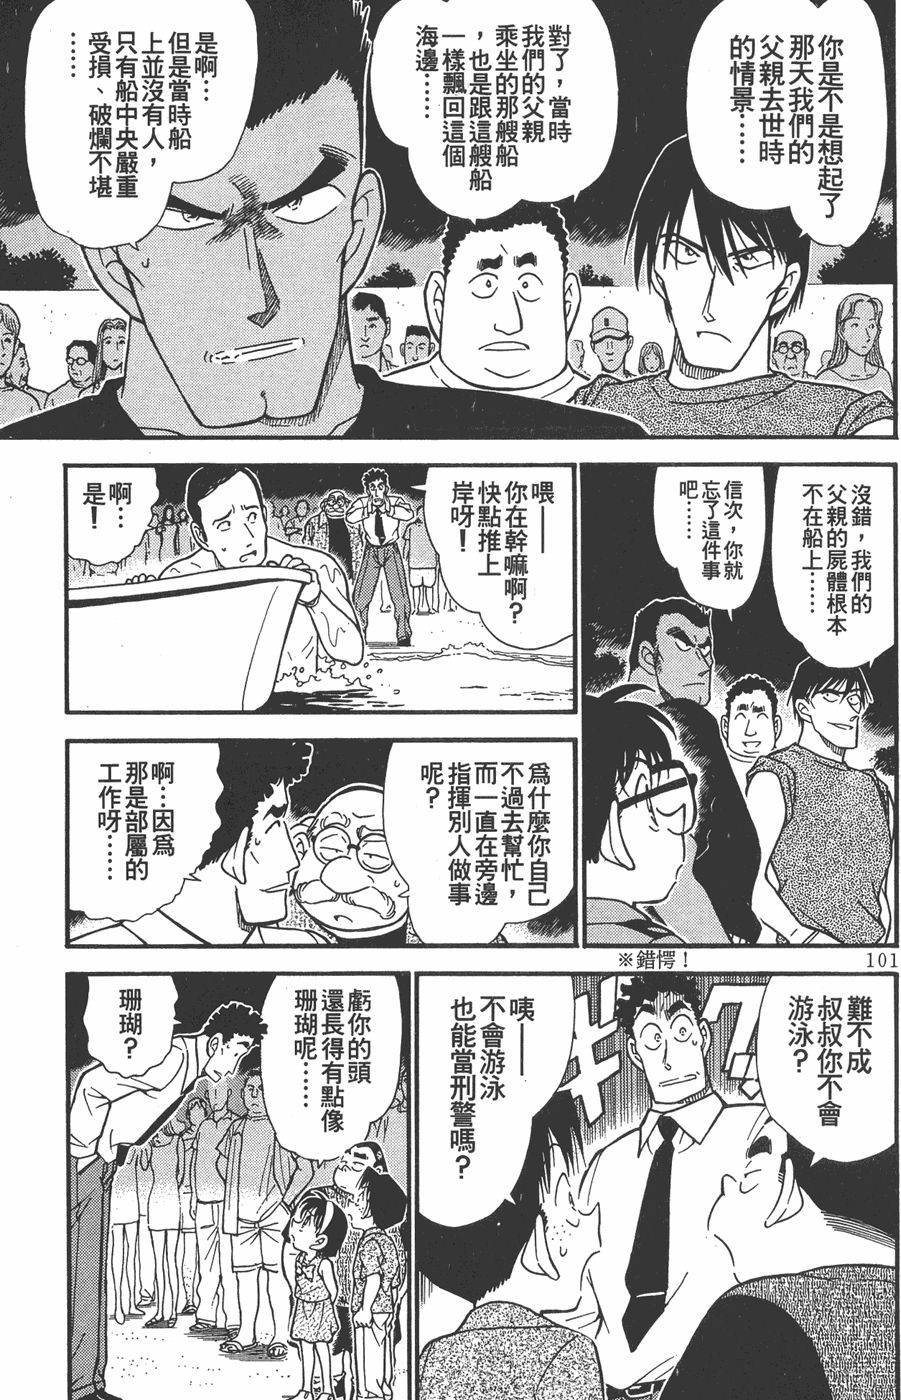 你是不是想起了
那天我們的
父親去世時
的情景……
對了，當時
我們的父親
乘坐的那艘船
，也是跟這艘船
一樣飄回這個
海邊……
是啊…
但是當時船
上並沒有人，
只有船中央嚴重
受損、破爛不堪
……
沒錯，我們的
父親的屍體根本
不在船上……
信次，你就
忘了這件事
吧……
喂——
你在幹嘛啊？
快點推上
岸呀！
啊…
是！
為什麼你自己
不過去幫忙，
而一直在旁邊
指揮別人做事
呢？
啊…因為
那是部屬的
工作呀……
※錯愕！
101
難不成
叔叔你不會
游泳？
ギクッ
咦——
不會游泳
也能當刑警嗎？
虧你的頭
還長得有點像
珊瑚呢……
珊瑚？